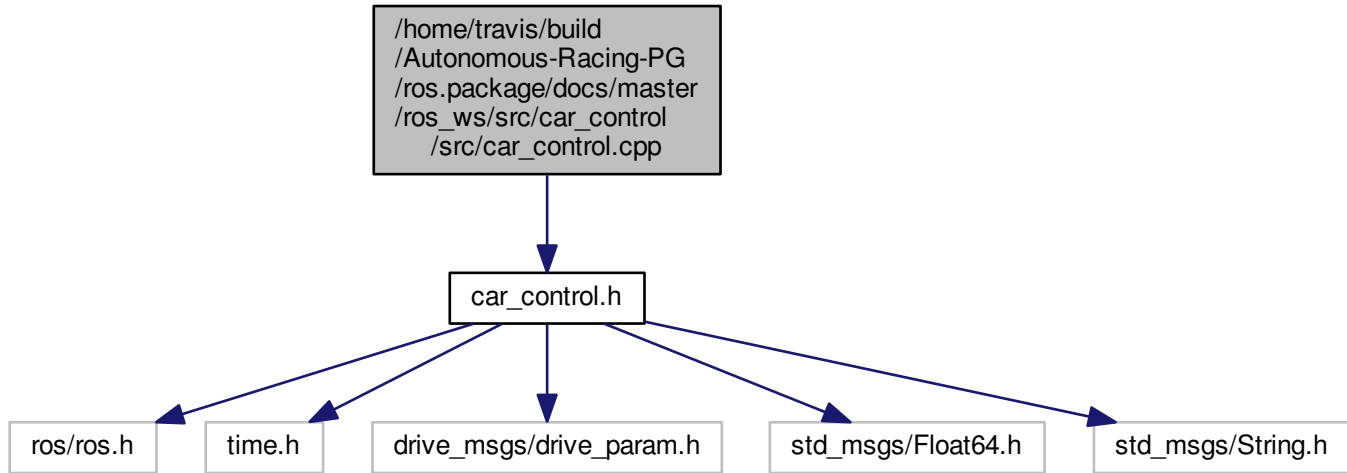 /home/travis/build
/Autonomous-Racing-PG
/ros.package/docs/master
/ros_ws/src/car_control
/src/car_control.cpp
car_control.h
ros/ros.h
time.h
drive_msgs/drive_param.h
std_msgs/Float64.h
std_msgs/String.h